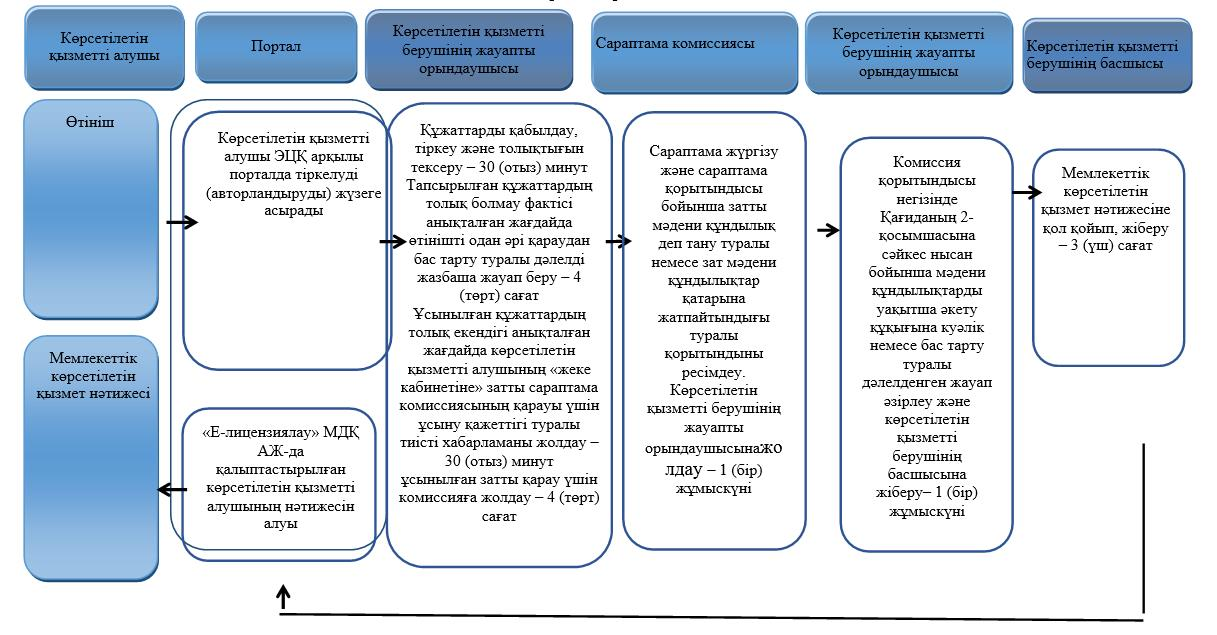 Көрсетілетін
қызметті алушы
Портал
Көрсетілетін қызметті
берушінің жауапты
орындаушысы
Сараптама комиссиясы
Көрсетілетін қызметті
берушінің жауапты
орындаушысы
Көрсетілетін қызметті
берушінің басшысы
Өтініш
Көрсетілетін қызметті
алушы ЭЦҚ арқылы
порталда тіркелуді
(авторландыруды) жүзеге
асырады
Құжаттарды қабылдау,
тіркеу және толықтығын
тексеру – 30 (отыз) минут
Тапсырылған құжаттардың
толық болмау фактісі
анықталған жағдайда
өтінішті одан әрі қараудан
бас тарту туралы дәлелді
жазбаша жауап беру – 4
(төрт) сағат
Ұсынылған құжаттардың
толық екендігі анықталған
жағдайда көрсетілетін
қызметті алушының «жеке
кабинетіне» затты сараптама
комиссиясының қарауы үшін
ұсыну қажеттігі туралы
тиісті хабарламаны жолдау –
30 (отыз) минут
ұсынылған затты қарау үшін
комиссияға жолдау – 4 (төрт)
сағат
Сараптама жүргізу
және сараптама
қорытындысы
бойынша затты
мәдени құндылық
деп тану туралы
немесе зат мәдени
құндылықтар
қатарына
жатпайтындығы
туралы
қорытындыны
ресімдеу.
Көрсетілетін
қызметті берушінің
жауапты
орындаушысынажо
лдау – 1 (бір)
жұмыскүні
Комиссия
қорытындысы
негізінде
Қағиданың 2-
қосымшасына
сәйкес нысан
бойынша мәдени
құндылықтарды
уақытша әкету
құқығына куәлік
немесе бас тарту
туралы
дәлелденген жауап
әзірлеу және
көрсетілетін
қызметті
берушінің
басшысына
жіберу– 1 (бір)
жұмыскүні
Мемлекеттік
көрсетілетін
қызмет нәтижесіне
қол қойып, жіберу
– 3 (үш) сағат
Мемлекеттік
көрсетілетін
қызмет нәтижесі
«Е-лицензиялау» МДҚ
АЖ-да
қалыптастырылған
көрсетілетін қызметті
алушының нәтижесін
алуы